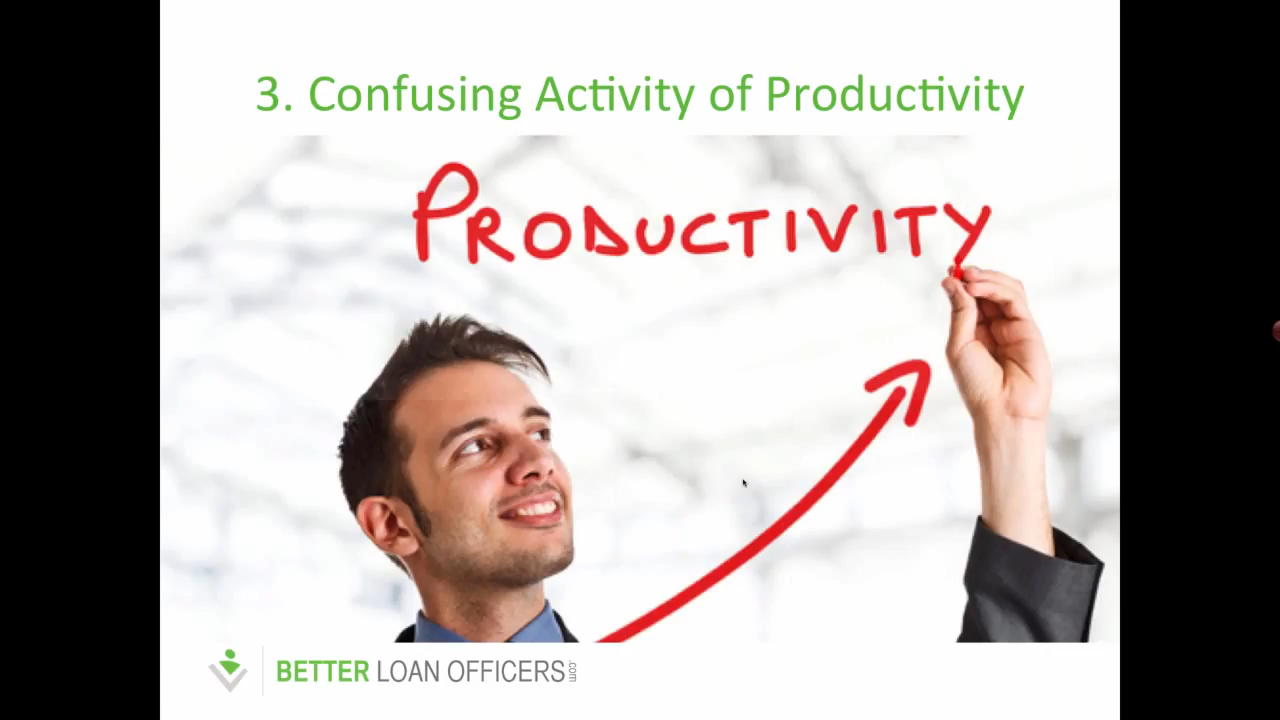 3. Confusing Activity of Productivity
PRODUCTIVITY
BETTER LOAN OFFICERS.com